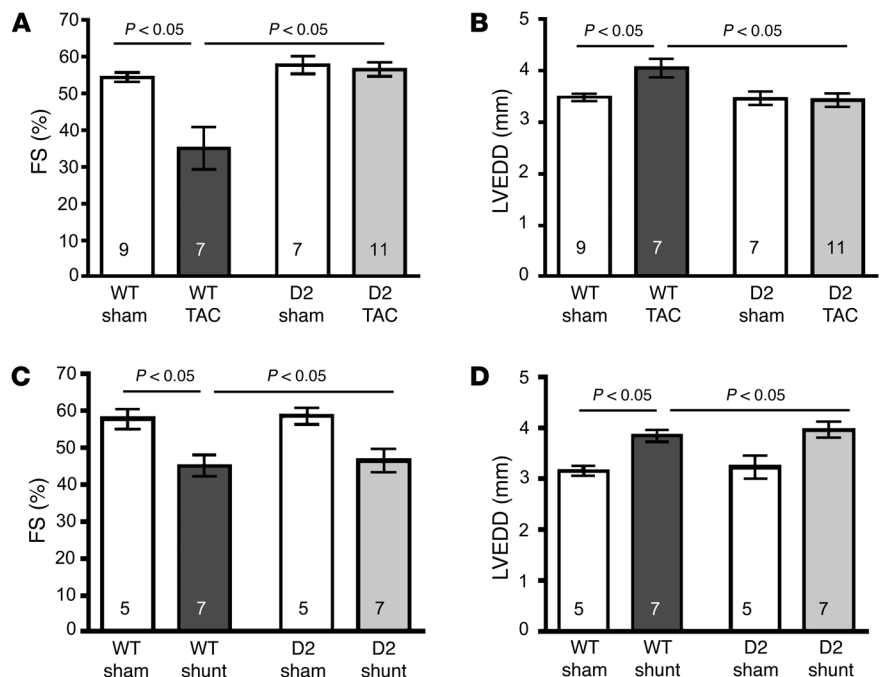 A
P < 0.05
P < 0.05
FS (%)
70
60
50
40
30
20
10
0
9
7
7
11
WT
sham
WT
TAC
D2
sham
D2
TAC
B
P < 0.05
P < 0.05
LVEDD (mm)
5
4
3
2
1
0
9
7
7
11
WT
sham
WT
TAC
D2
sham
D2
TAC
C
P < 0.05
P < 0.05
FS (%)
70
60
50
40
30
20
10
0
5
7
5
7
WT
sham
WT
shunt
D2
sham
D2
shunt
D
P < 0.05
P < 0.05
LVEDD (mm)
5
4
3
2
1
0
5
7
5
7
WT
sham
WT
shunt
D2
sham
D2
shunt